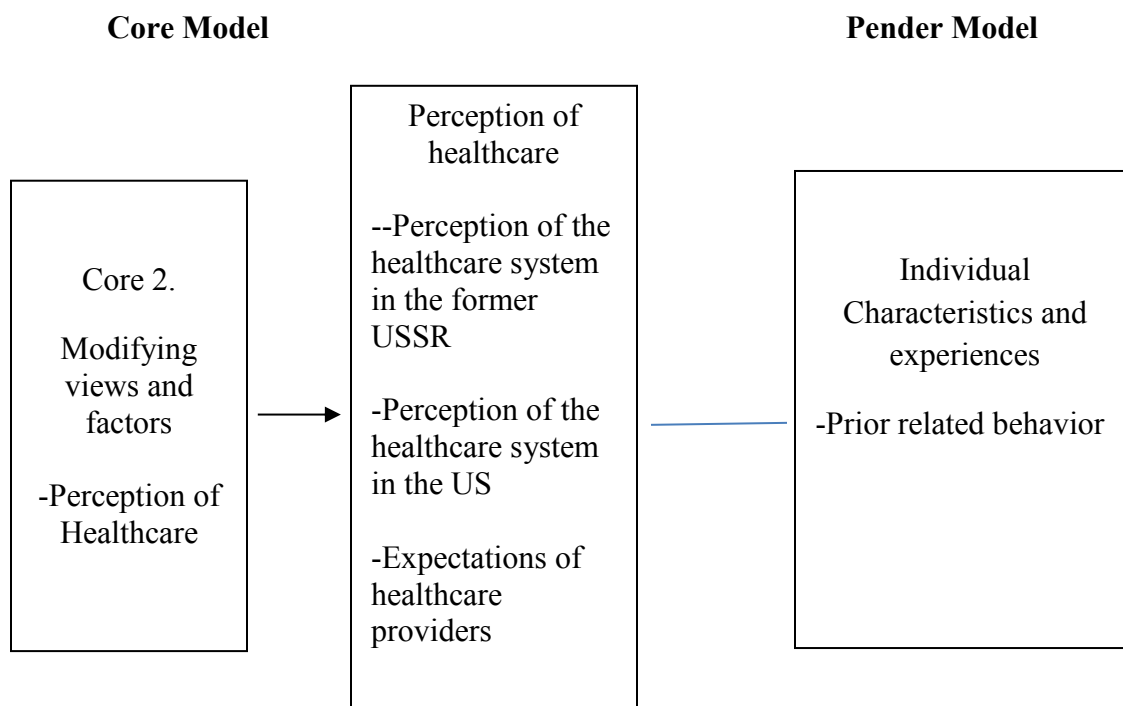 Core Model
Pender Model
Core 2.
Modifying
views and
factors
-Perception of
Healthcare
Perception of
healthcare
--Perception of the
healthcare system
in the former
USSR
-Perception of the
healthcare system
in the US
-Expectations of
healthcare
providers
Individual
Characteristics and
experiences
-Prior related behavior